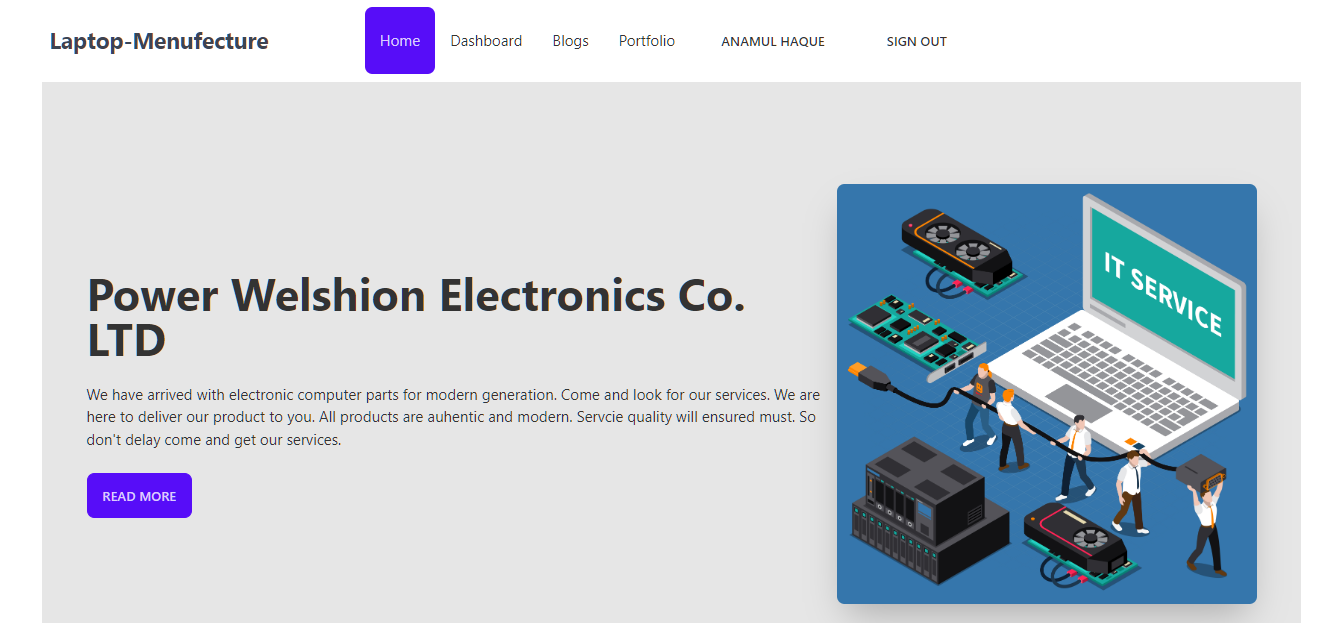 Laptop-Menufecture
Home
Dashboard
Blogs
Portfolio
ANAMUL HAQUE
SIGN OUT
Power Welshion Electronics Co.
LTD
We have arrived with electronic computer parts for modern generation. Come and look for our services. We are
here to deliver our product to you. All products are auhentic and modern. Servcie quality will ensured must. So
don't delay come and get our services.
READ MORE
IT SERVICE